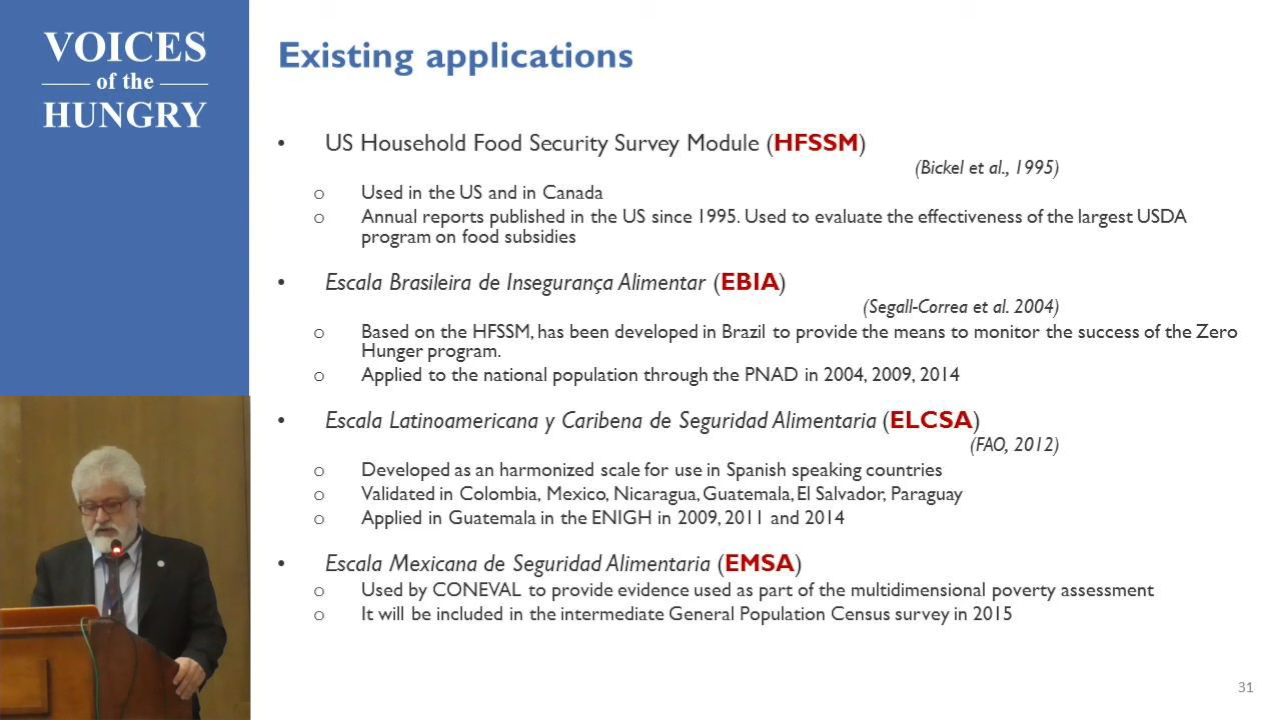 VOICES
of the
HUNGRY
Existing applications
• US Household Food Security Survey Module (HFSSM)
(Bickel et al., 1995)
o Used in the US and in Canada
o Annual reports published in the US since 1995. Used to evaluate the effectiveness of the largest USDA
program on food subsidies
• Escala Brasileira de Insegurança Alimentar (EBIA)
(Segall-Correa et al. 2004)
o Based on the HFSSM, has been developed in Brazil to provide the means to monitor the success of the Zero
Hunger program.
o Applied to the national population through the PNAD in 2004, 2009, 2014
• Escala Latinoamericana y Caribena de Seguridad Alimentaria (ELCSA)
(FAO, 2012)
o Developed as an harmonized scale for use in Spanish speaking countries
o Validated in Colombia, Mexico, Nicaragua, Guatemala, El Salvador, Paraguay
o Applied in Guatemala in the ENIGH in 2009, 2011 and 2014
• Escala Mexicana de Seguridad Alimentaria (EMSA)
o Used by CONEVAL to provide evidence used as part of the multidimensional poverty assessment
o It will be included in the intermediate General Population Census survey in 2015
31